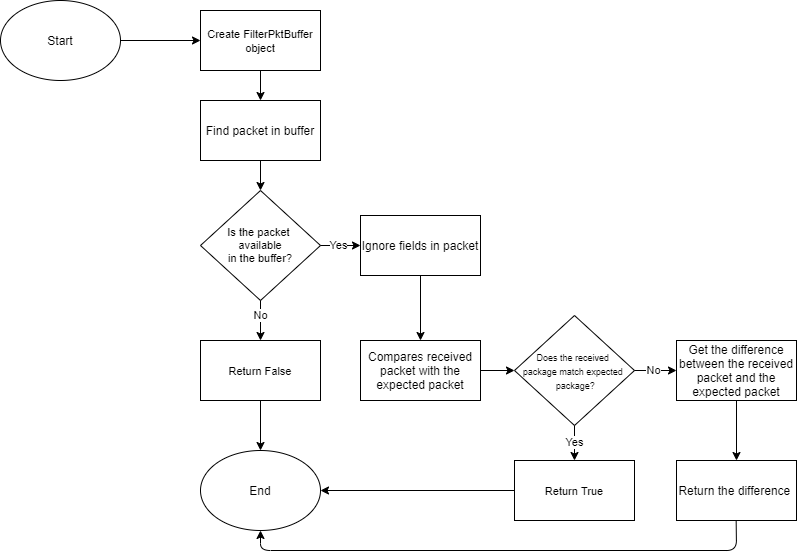 Start
Create FilterPktBuffer
object
Find packet in buffer
Is the packet
available
in the buffer?
Yes
Ignore fields in packet
No
Return False
Compares received
packet with the
expected packet
Does the received
package match expected
package?
No
Get the difference
between the received
packet and the
expected packet
Yes
End
Return True
Return the difference